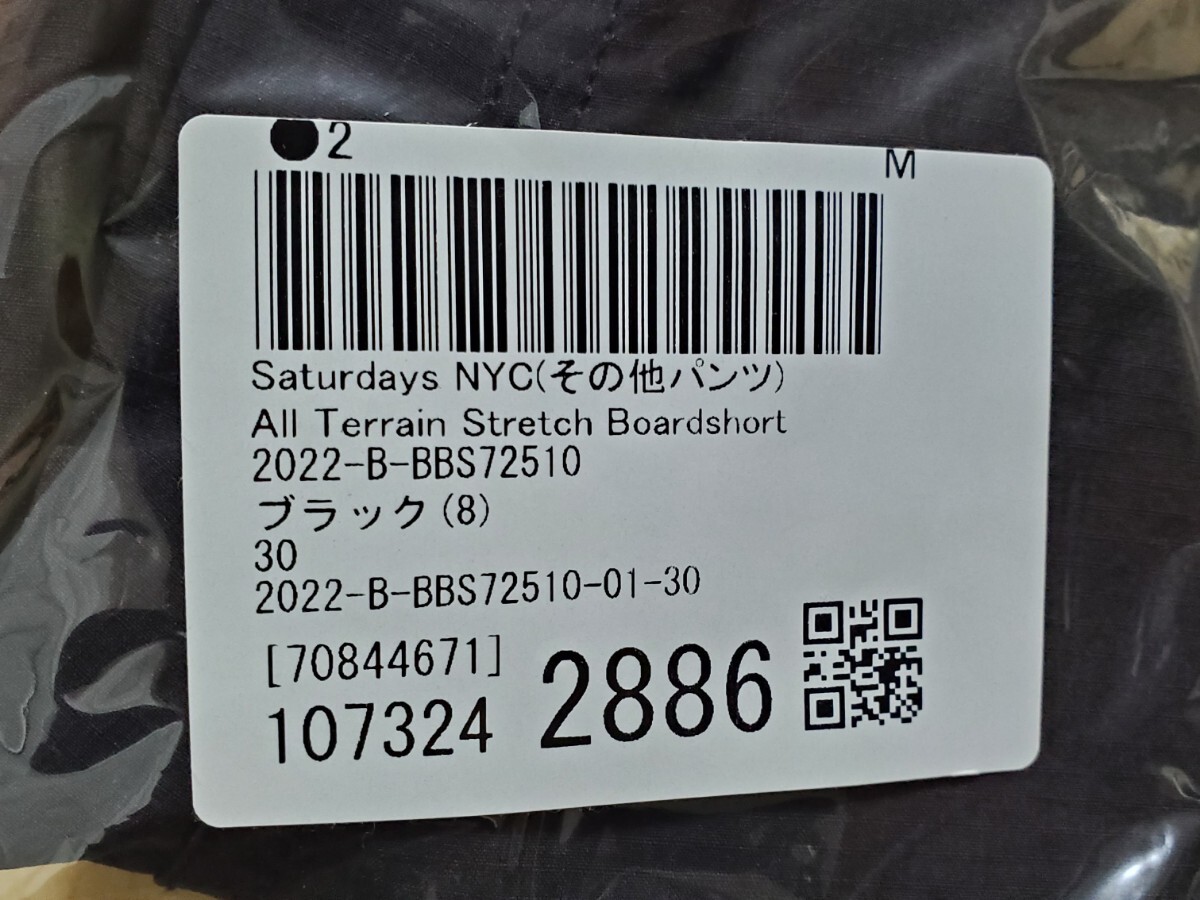 ●2 M
Saturdays NYC(その他パンツ)
All Terrain Stretch Boardshort
2022-B-BBS72510
ブラック(8)
30
2022-B-BBS72510-01-30
[70844671]
107324 2886